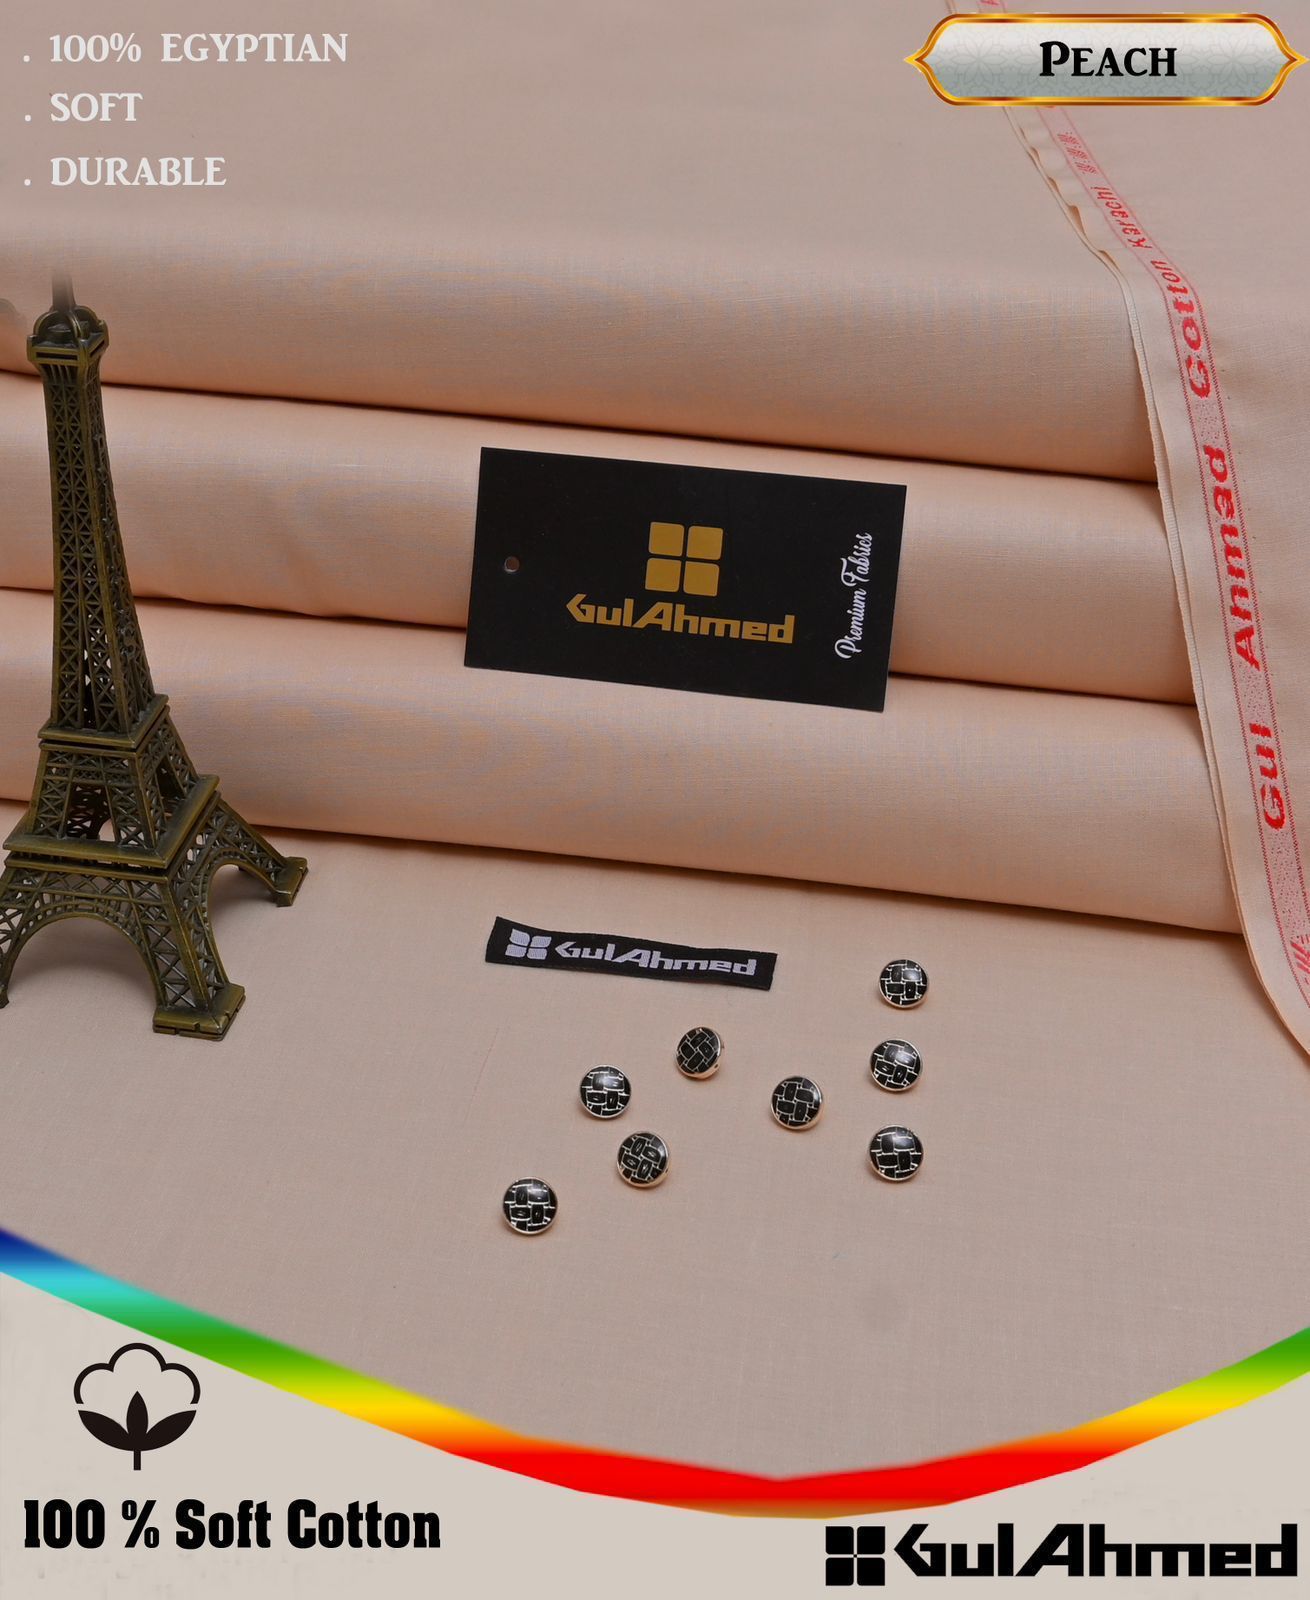 . 100% EGYPTIAN
. SOFT
. DURABLE
PEACH
Gul Ahmad Cotton Karachi
GulAhmed
Premium Fabrics
GulAhmed
100 % Soft Cotton
GulAhmed